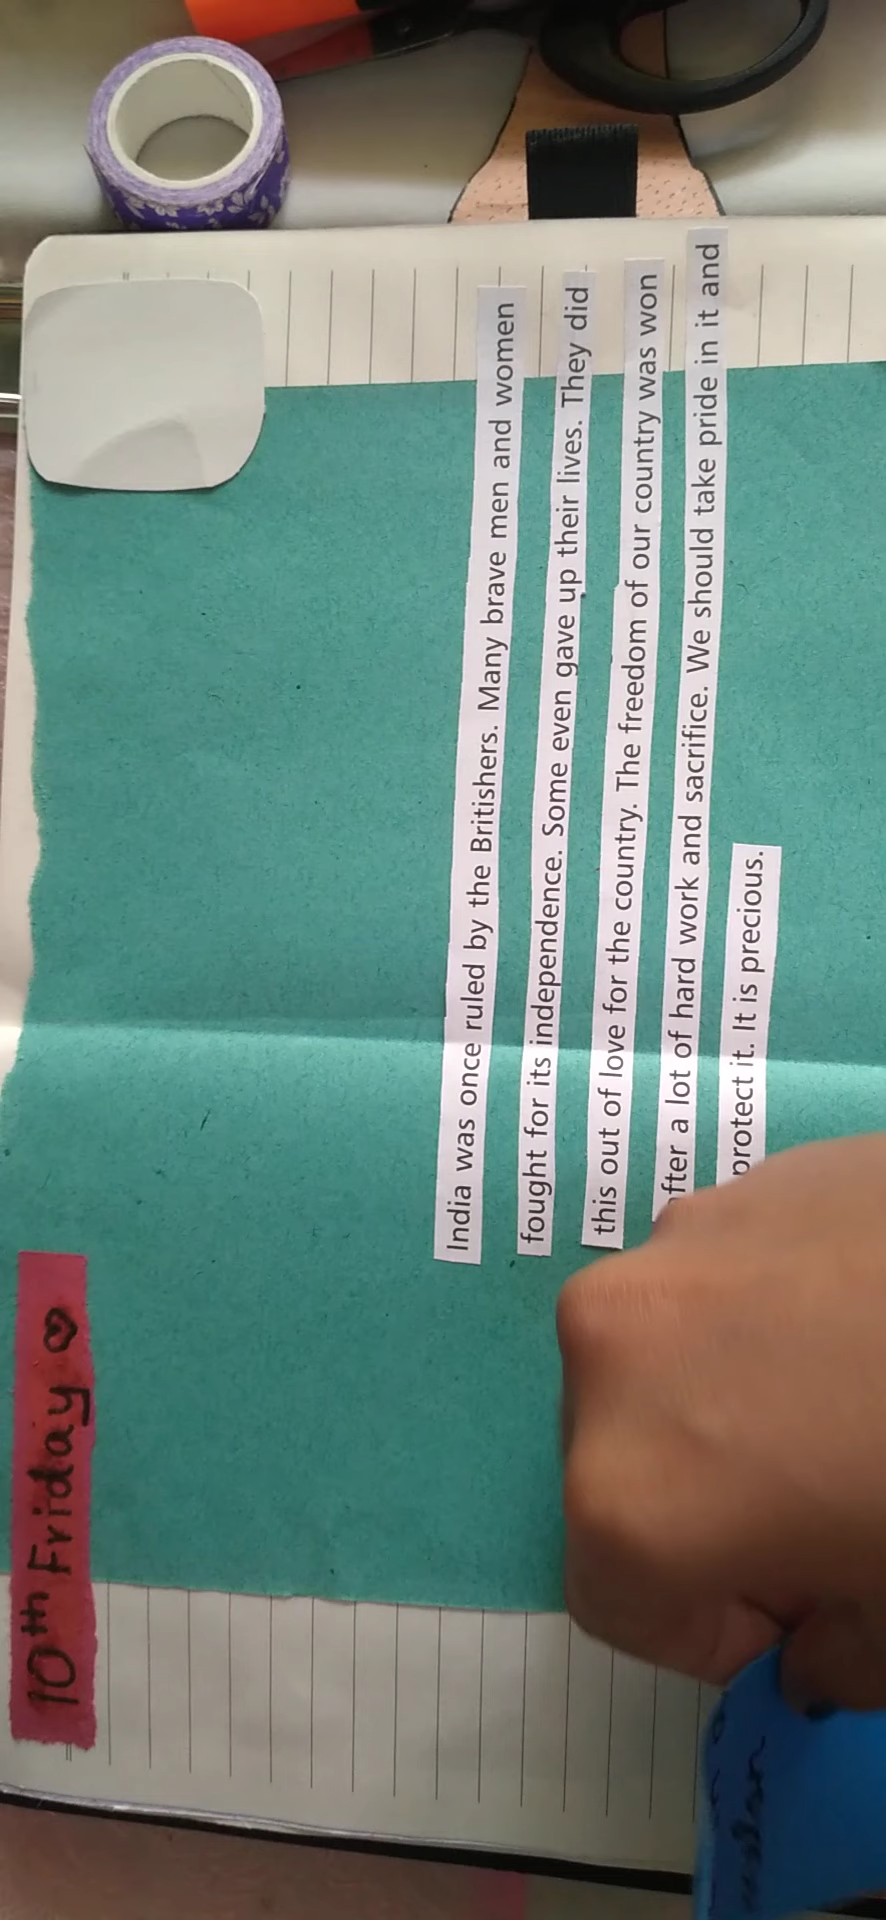 10th Friday
India was once ruled by the Britishers. Many brave men and women
fought for its independence. Some even gave up their lives. They did
this out of love for the country. The freedom of our country was won
fter a lot of hard work and sacrifice. We should take pride in it and
protect it. It is precious.